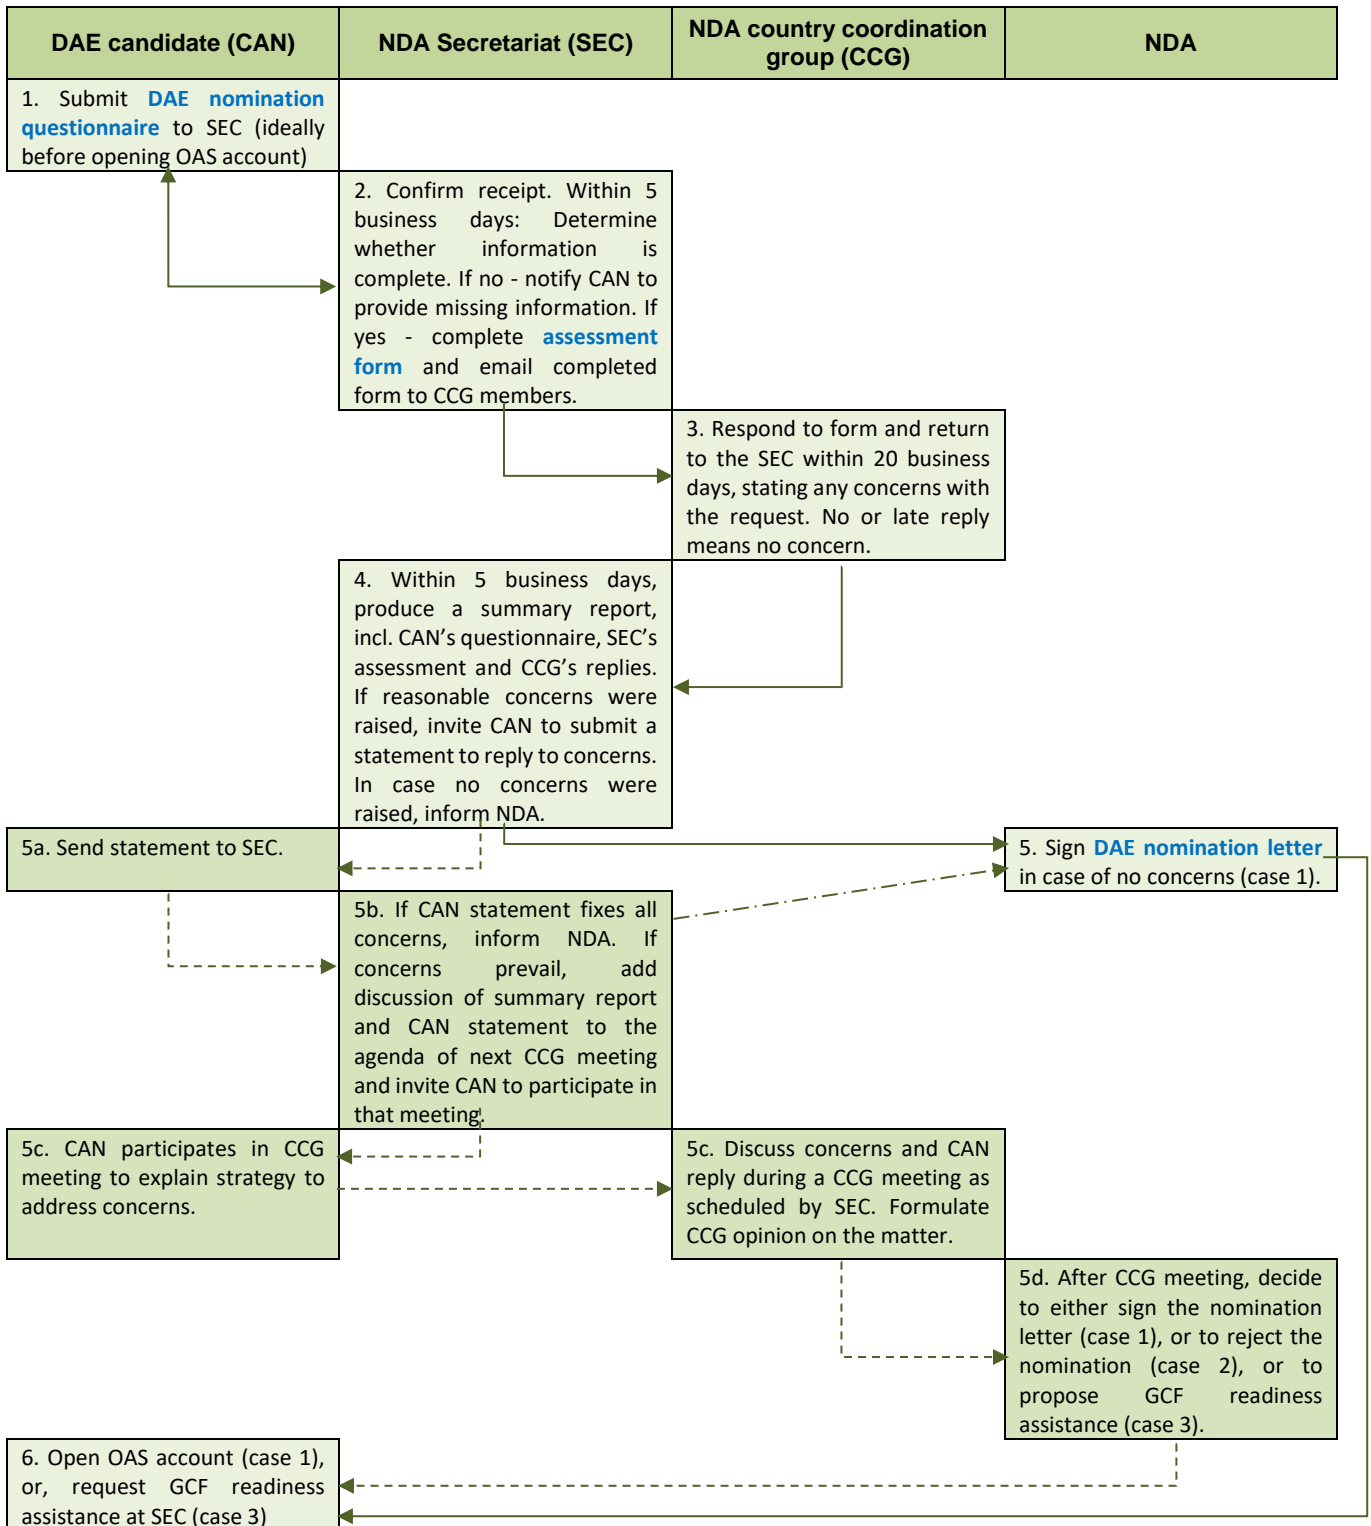 DAE candidate (CAN)
NDA Secretariat (SEC)
NDA country coordination
group (CCG)
NDA
1. Submit DAE nomination
questionnaire to SEC (ideally
before opening OAS account)
2. Confirm receipt. Within 5
business days: Determine
whether information is
complete. If no - notify CAN to
provide missing information. If
yes - complete assessment
form and email completed
form to CCG members.
3. Respond to form and return
to the SEC within 20 business
days, stating any concerns with
the request. No or late reply
means no concern.
4. Within 5 business days,
produce a summary report,
incl. CAN’s questionnaire, SEC’s
assessment and CCG’s replies.
If reasonable concerns were
raised, invite CAN to submit a
statement to reply to concerns.
In case no concerns were
raised, inform NDA.
5a. Send statement to SEC.
5. Sign DAE nomination letter
in case of no concerns (case 1).
5b. If CAN statement fixes all
concerns, inform NDA. If
concerns prevail, add
discussion of summary report
and CAN statement to the
agenda of next CCG meeting
and invite CAN to participate in
that meeting.
5c. CAN participates in CCG
meeting to explain strategy to
address concerns.
5c. Discuss concerns and CAN
reply during a CCG meeting as
scheduled by SEC. Formulate
CCG opinion on the matter.
5d. After CCG meeting, decide
to either sign the nomination
letter (case 1), or to reject the
nomination (case 2), or to
propose GCF readiness
assistance (case 3).
6. Open OAS account (case 1),
or, request GCF readiness
assistance at SEC (case 3)